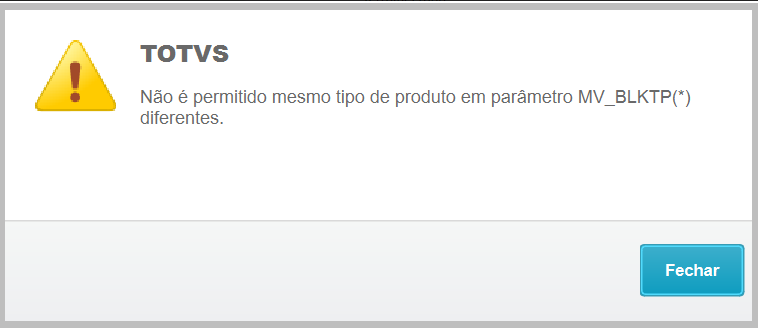 TOTVS
Não é permitido mesmo tipo de produto em parâmetro MV_BLKTP(*)
diferentes.
Fechar